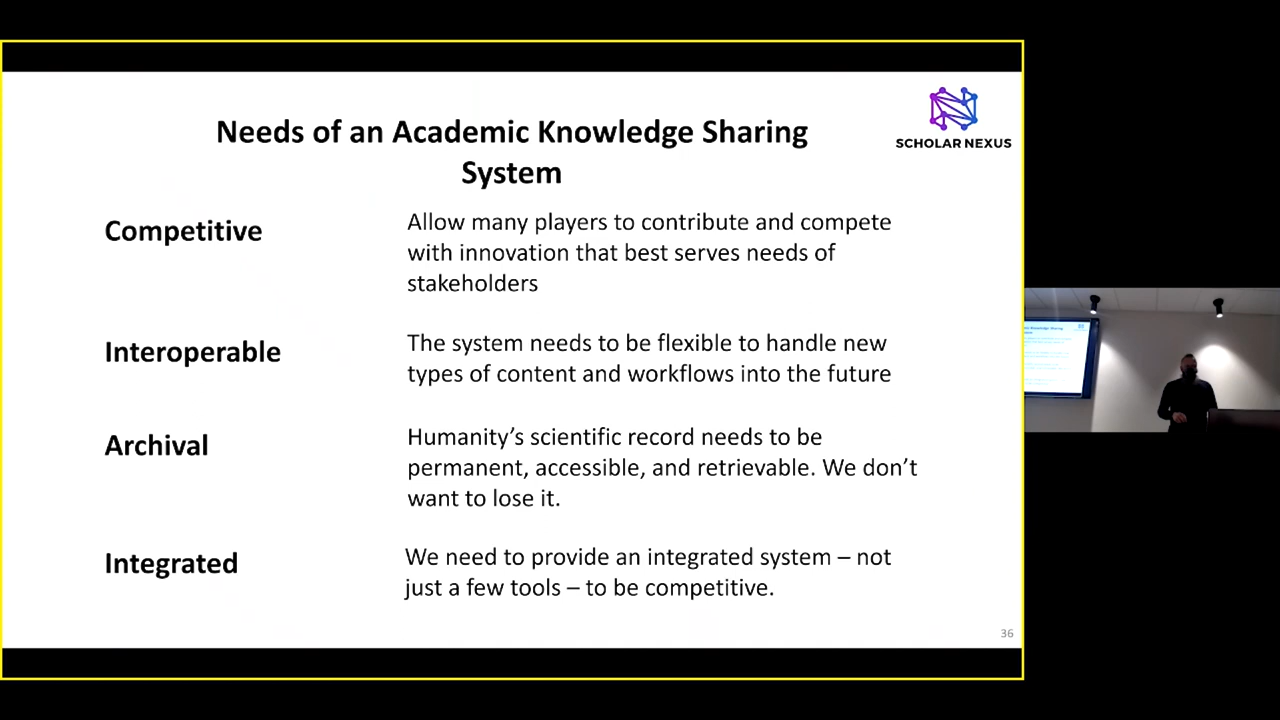 Needs of an Academic Knowledge Sharing
System
SCHOLAR NEXUS
Competitive
Allow many players to contribute and compete
with innovation that best serves needs of
stakeholders
Interoperable
The system needs to be flexible to handle new
types of content and workflows into the future
Archival
Humanity’s scientific record needs to be
permanent, accessible, and retrievable. We don’t
want to lose it.
Integrated
We need to provide an integrated system – not
just a few tools – to be competitive.
36